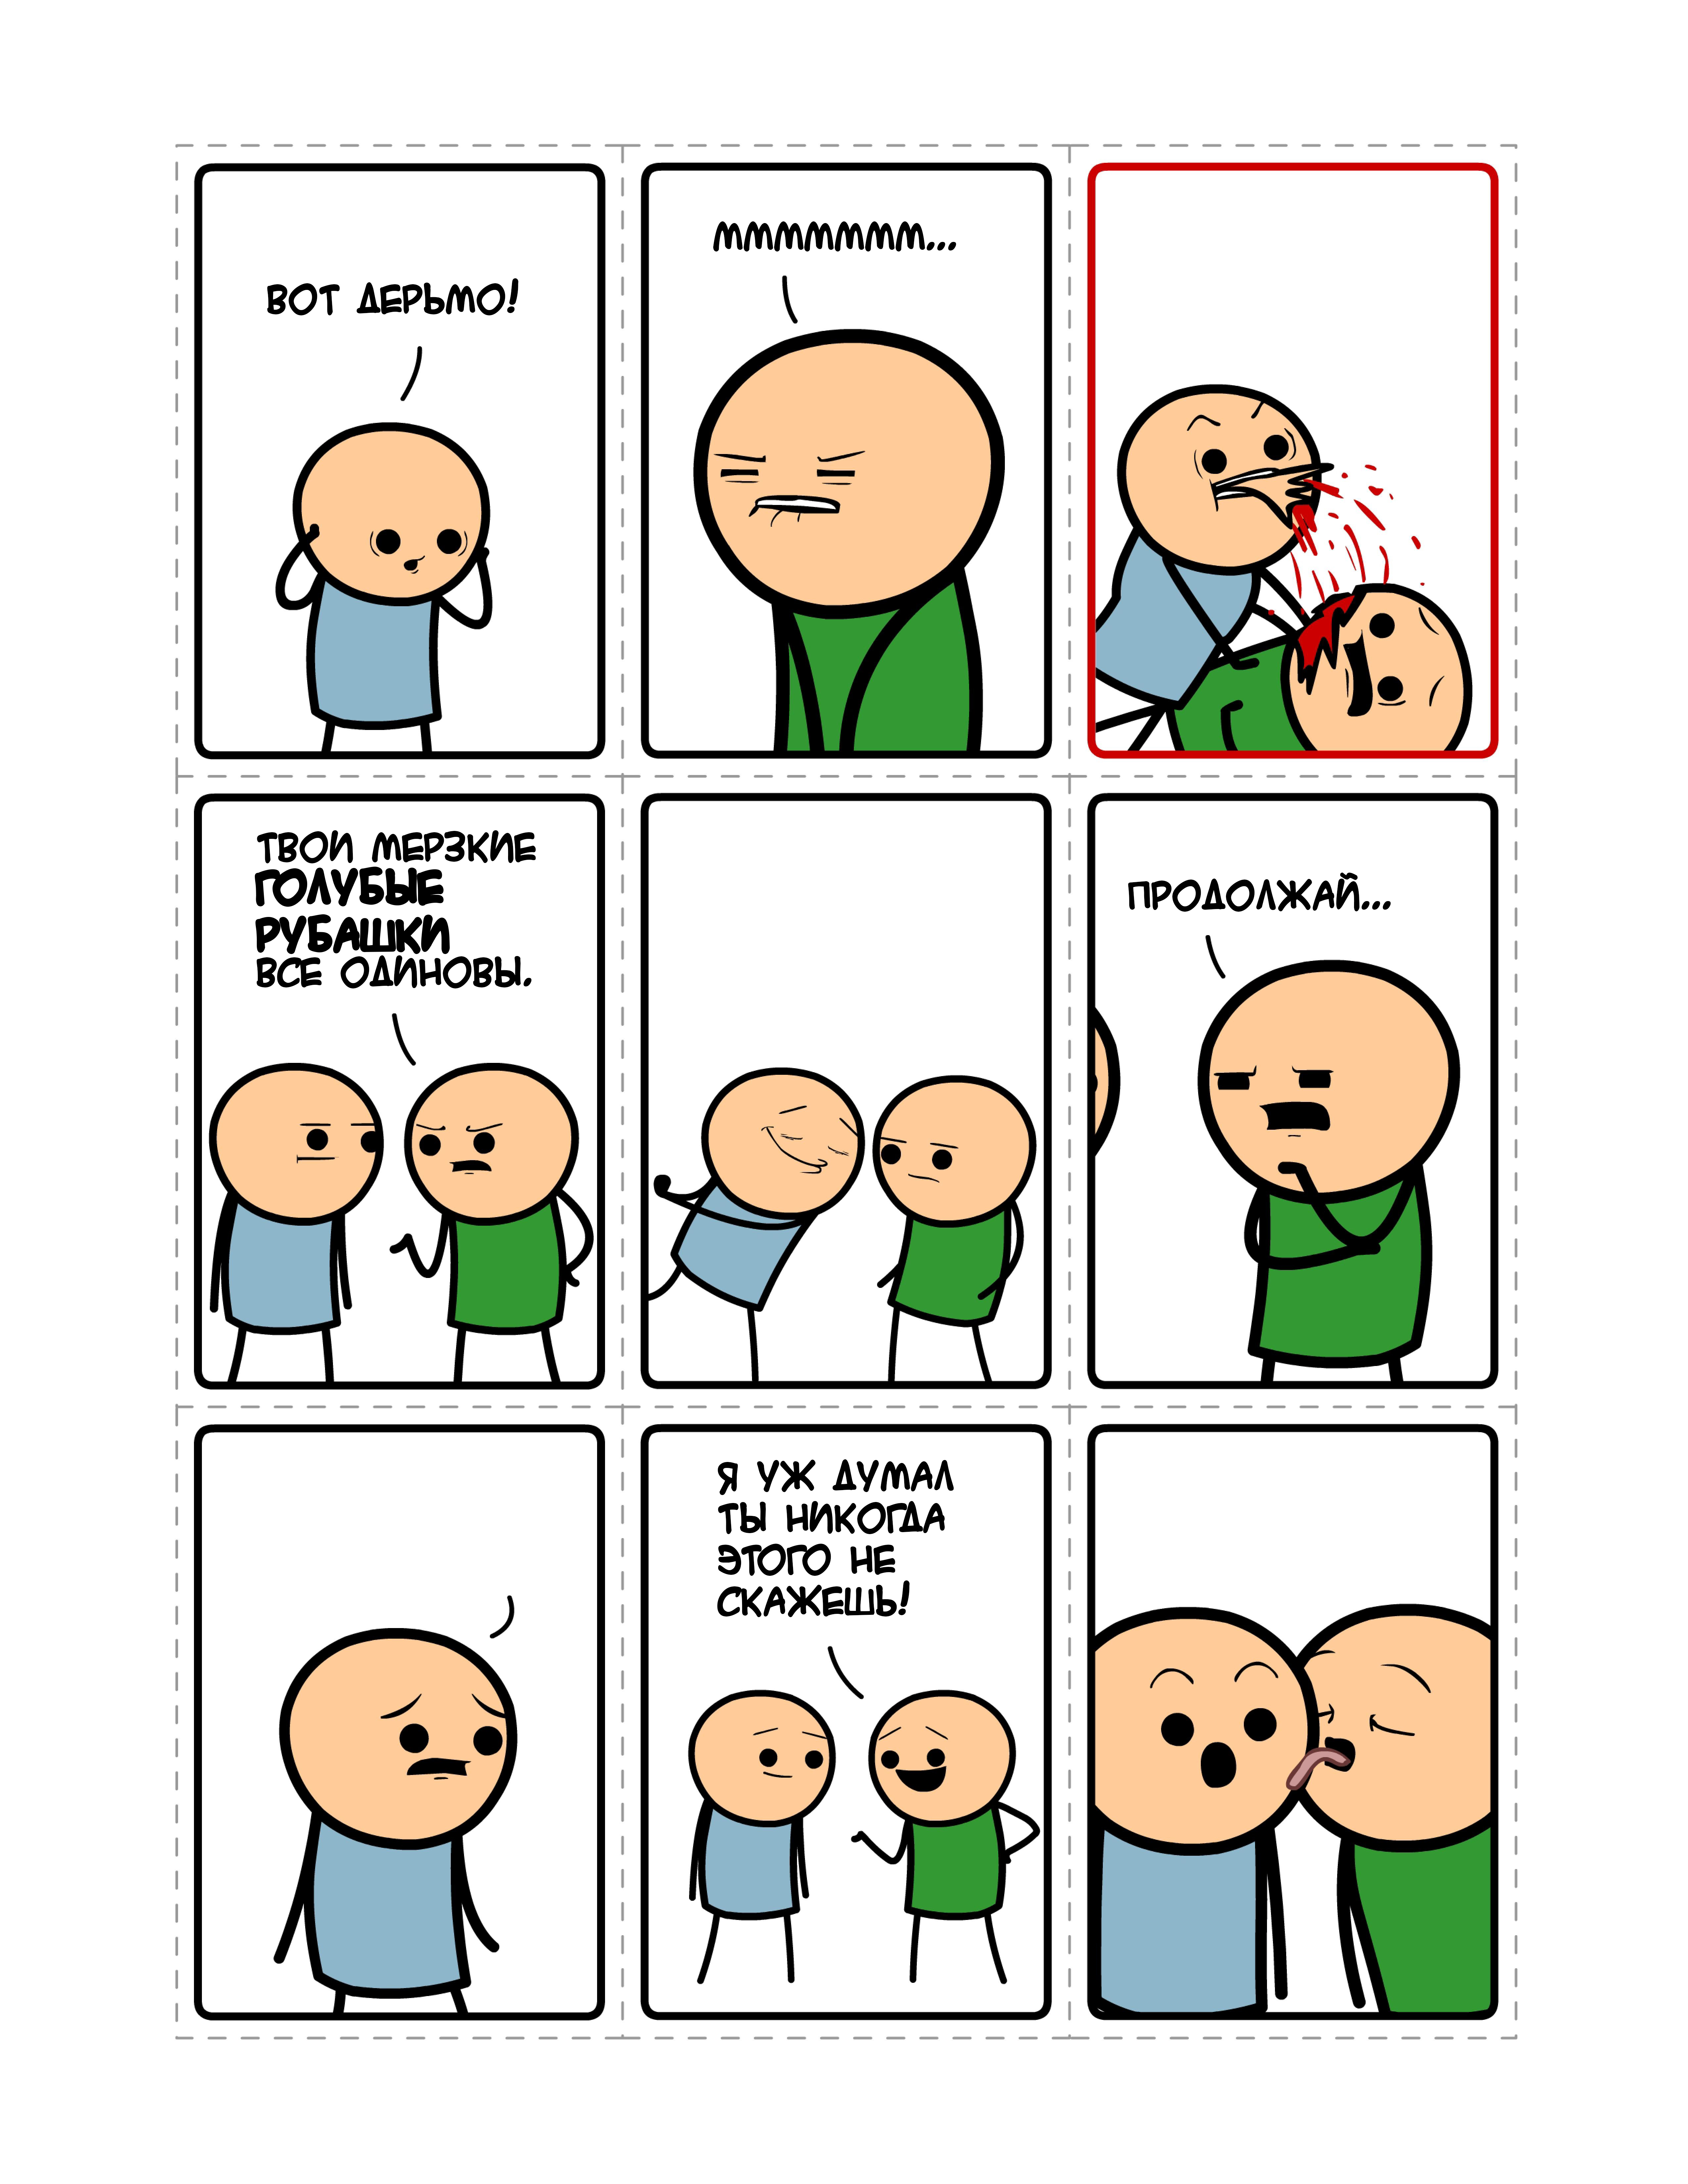 ВОТ ДЕРЬМО!
МММММММ...
ТВОИ МЕРЗКИЕ
ГОЛУБЫЕ
РУБАШКИ
ВСЕ ОДИНОВЫ.
ПРОДОЛЖАЙ...
Я УЖ ДУМАЛ
ТЫ НИКОГДА
ЭТОГО НЕ
СКАЖЕШЬ!